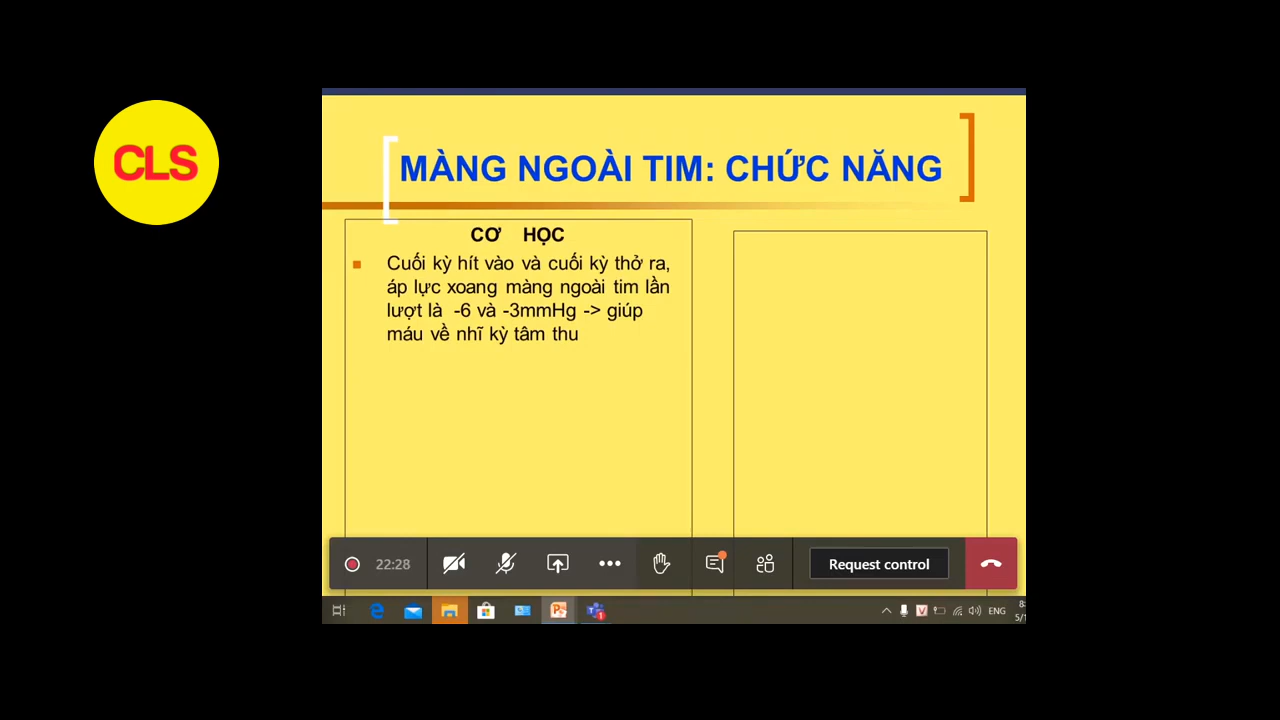 CLS
MÀNG NGOÀI TIM: CHỨC NĂNG
CƠ HỌC
Cuối kỳ hít vào và cuối kỳ thở ra,
áp lực xoang màng ngoài tim lần
lượt là -6 và -3mmHg -> giúp
máu về nhĩ kỳ tâm thu
22:28
Request control
ENG